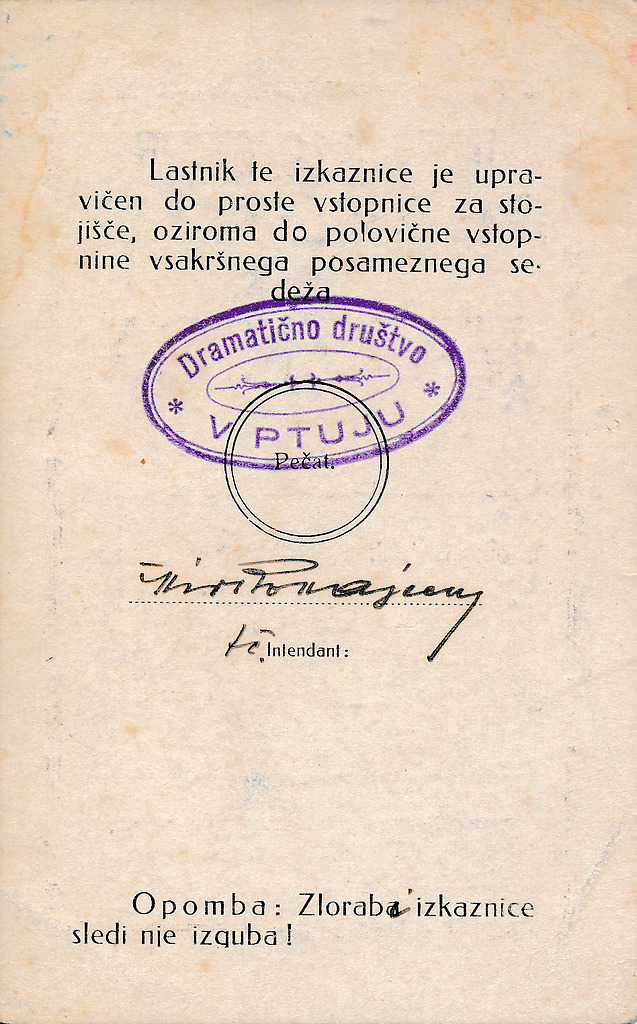 Lastnik te izkaznice je upra-
vičen do proste vstopnice za sto-
jišče, oziroma do polovične vstop-
nine vsakršnega posameznega se-
deža
Dramatično društvo
* V PTUJU *
Pečat.
tč. Intendant:
Opomba: Zloraba izkaznice
sledi nje izguba!